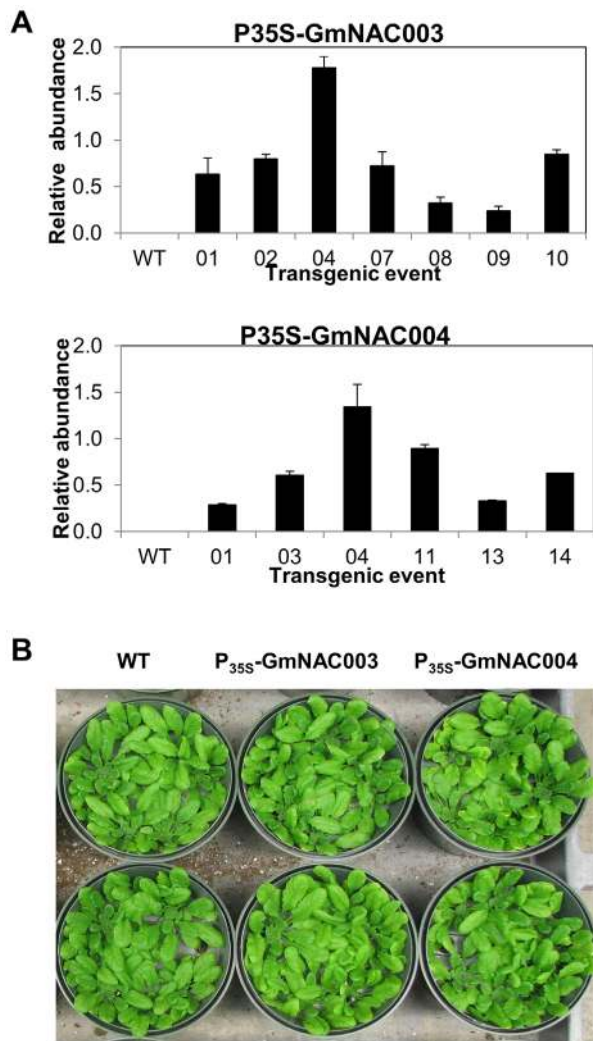 A
P35S-GmNAC003
Relative abundance
2.0
1.5
1.0
0.5
0.0
WT 01 02 04 07 08 09 10
Transgenic event
P35S-GmNAC004
Relative abundance
2.0
1.5
1.0
0.5
0.0
WT 01 03 04 11 13 14
Transgenic event
B
WT P35S-GmNAC003 P35S-GmNAC004